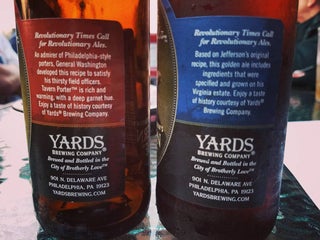 Revolutionary Times Call
for Revolutionary Ales.
An admirer of Philadelphia-style
porters, General Washington
developed this recipe to satisfy
his thirsty field officers.
Tavern Porter™ is rich and
warming, with a deep garnet hue.
Enjoy a taste of history courtesy
of Yards® Brewing Company.
YARDS
BREWING COMPANY
Brewed and Bottled in the
City of Brotherly Love™
901 N. DELAWARE AVE
PHILADELPHIA, PA 19123
YARDSBREWING.COM
Revolutionary Times Call
for Revolutionary Ales.
Based on Jefferson's original
recipe, this golden ale includes
ingredients that were
specified and grown on his
Virginia estate. Enjoy a taste
of history courtesy of Yards®
Brewing Company.
YARDS
BREWING COMPANY
Brewed and Bottled in the
City of Brotherly Love™
901 N. DELAWARE AVE
PHILADELPHIA, PA 19123
YARDSBREWING.COM